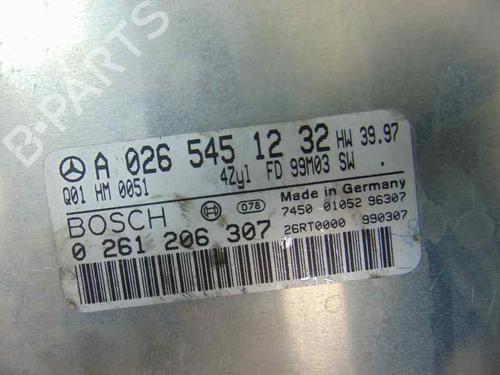 B-PARTS
A 026 545 12 32 HW 39.97
Q01 HM 0051 4Zyl FD 99M03 SW .
BOSCH 078 Made in Germany
7450 01052 96307
0 261 206 307 26RT0000 990307